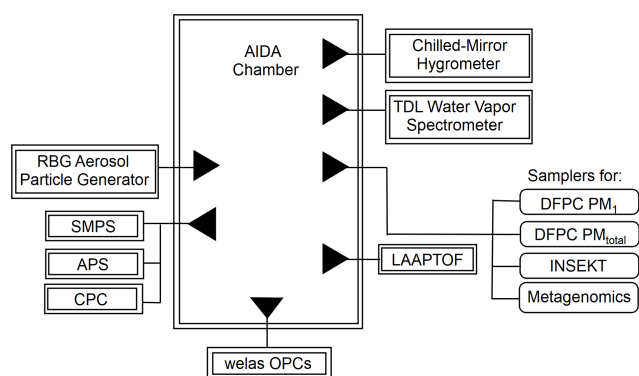 AIDA
Chamber
Chilled-Mirror
Hygrometer
TDL Water Vapor
Spectrometer
RBG Aerosol
Particle Generator
SMPS
APS
CPC
LAAPTOF
welas OPCs
Samplers for:
DFPC PM₁
DFPC PMtotal
INSEKT
Metagenomics